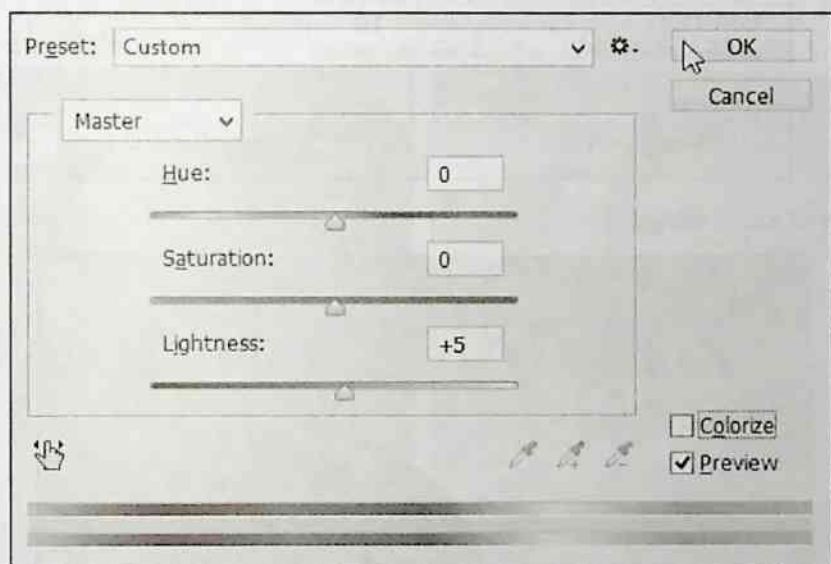 Preset: Custom
OK
Cancel
Master
Hue: 0
Saturation: 0
Lightness: +5
Colorize
Preview